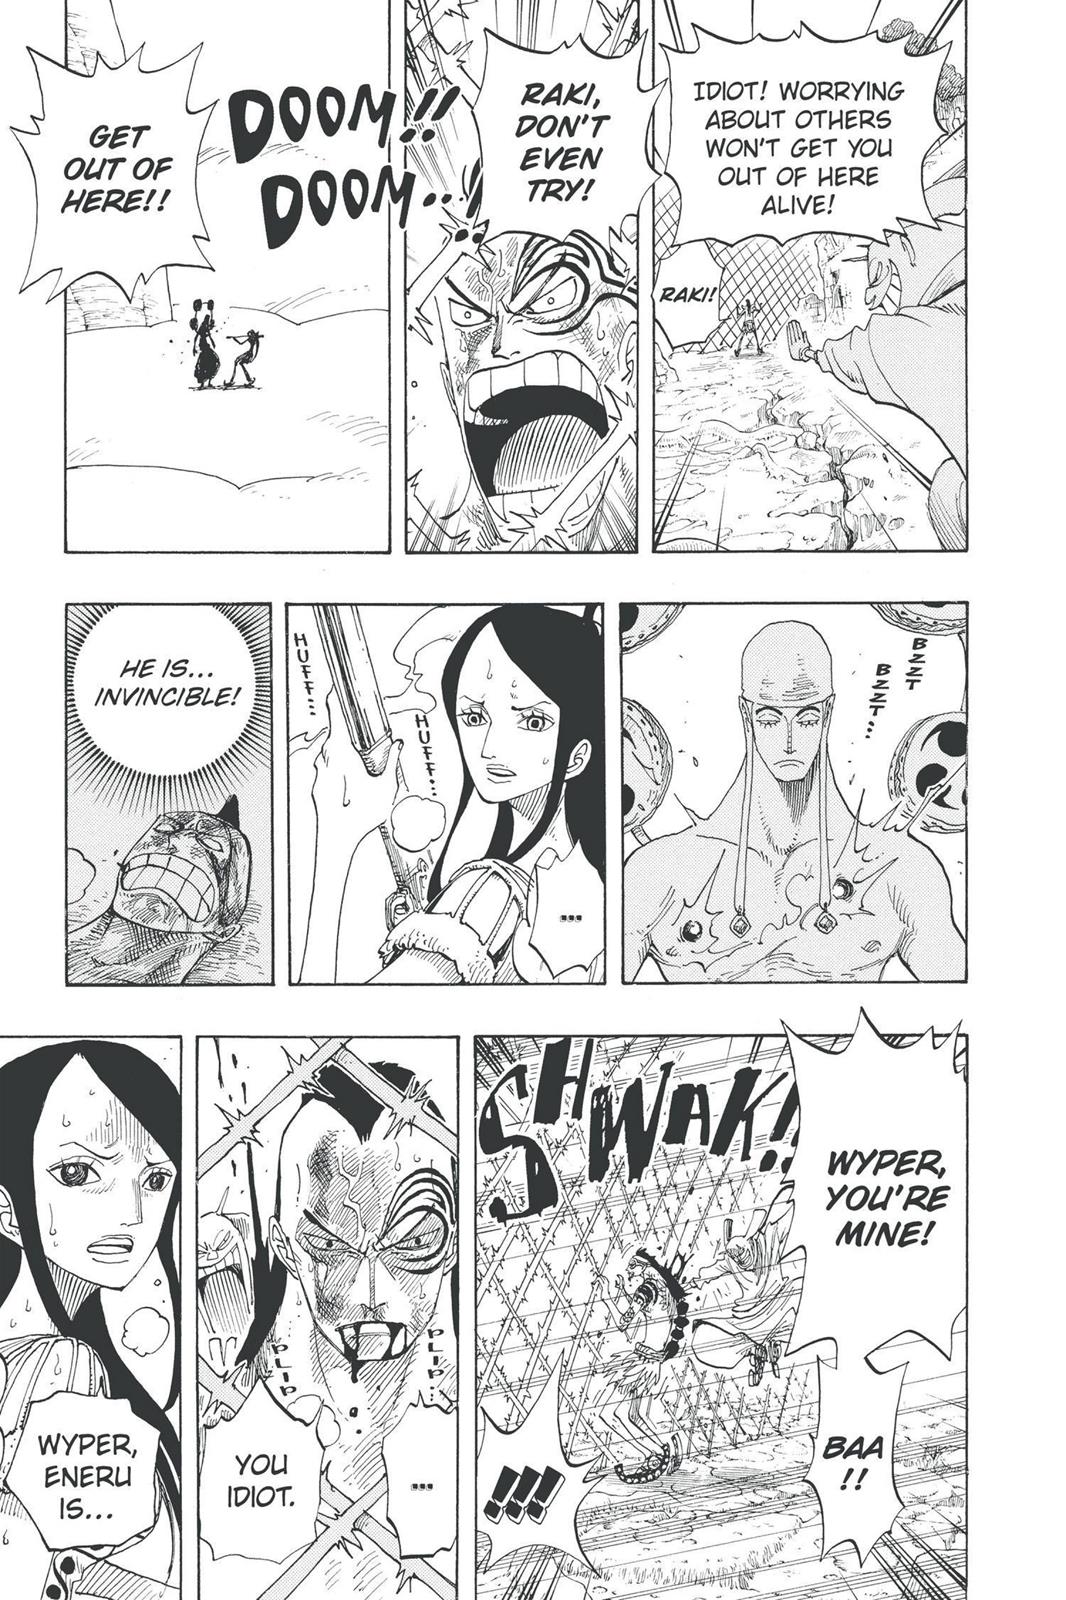 IDIOT! WORRYING
ABOUT OTHERS
WON'T GET YOU
OUT OF HERE
ALIVE!
RAKI!
RAKI,
DON'T
EVEN
TRY!
DOOM!!
DOOM...!
GET
OUT OF
HERE!!
BZZT
BZZT...
HUFF...
HUFF...
...
HE IS...
INVINCIBLE!
WYPER,
YOU'RE
MINE!
SHWAK!!
BAA
!!
!!!
PLIP...
PLIP
...
YOU
IDIOT.
WYPER,
ENERU
IS...